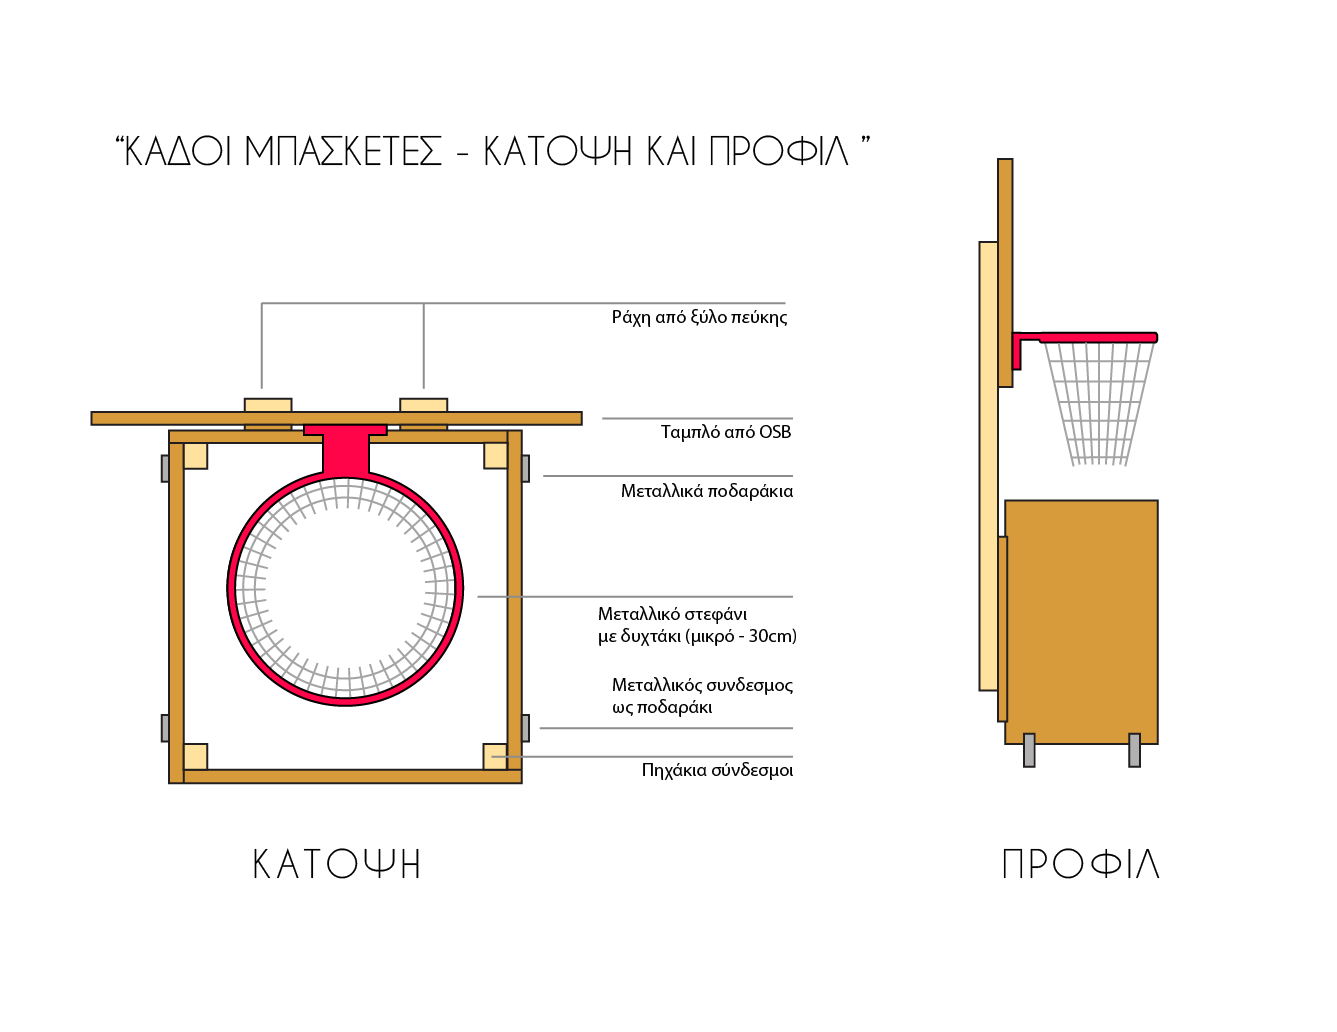 “ΚΑΔΟΙ ΜΠΑΣΚΕΤΕΣ – ΚΑΤΟΨΗ ΚΑΙ ΠΡΟΦΙΛ ”
Ράχη από ξύλο πεύκης
Ταμπλό από OSB
Μεταλλικά ποδαράκια
Μεταλλικό στεφάνι
με δυχτάκι (μικρό - 30cm)
Μεταλλικός συνδεσμος
ως ποδαράκι
Πηχάκια σύνδεσμοι
ΚΑΤΟΨΗ
ΠΡΟΦΙΛ